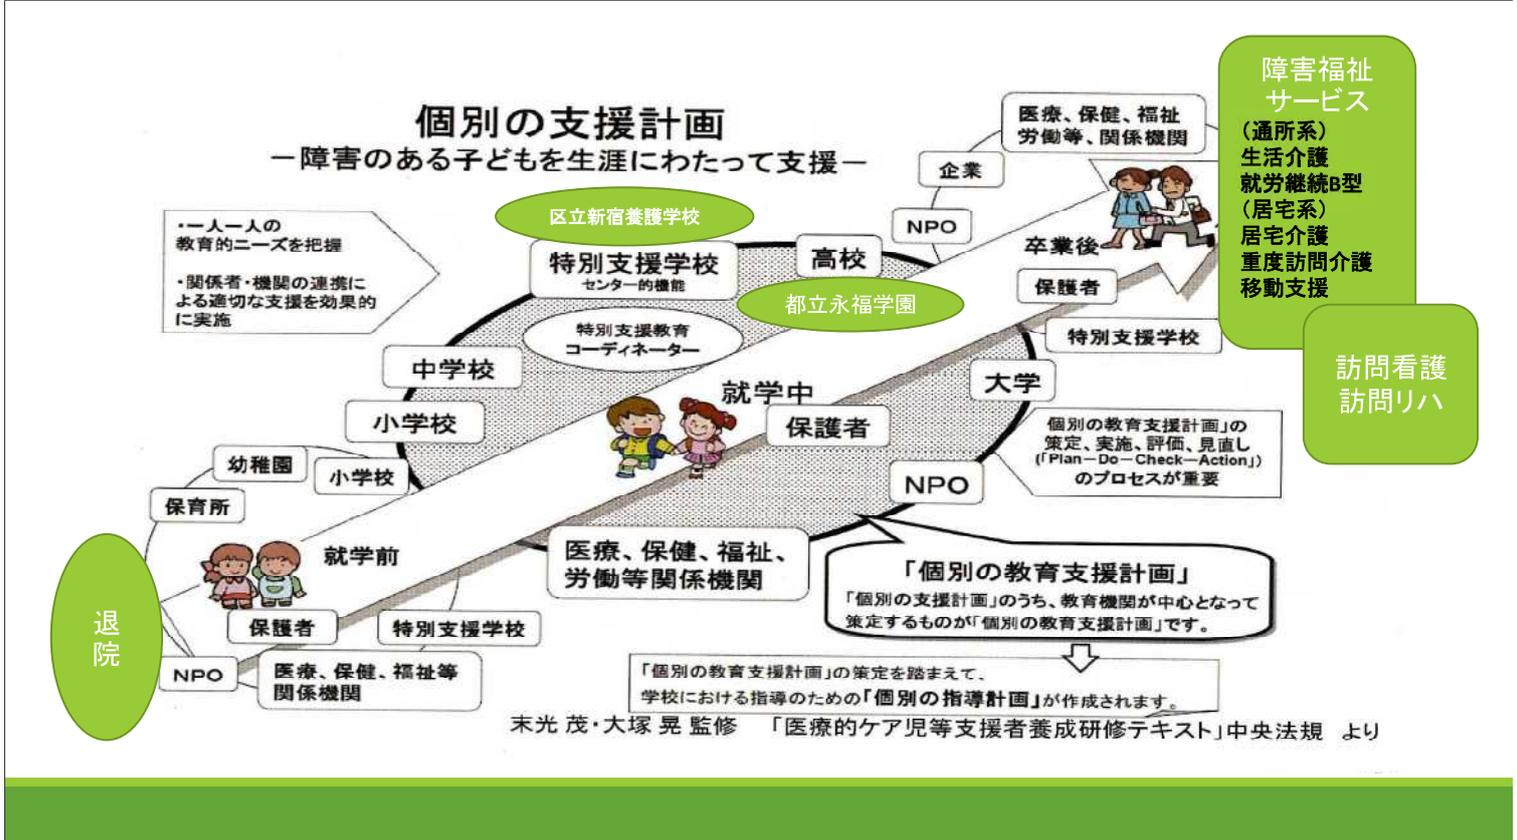 個別の支援計画
－障害のある子どもを生涯にわたって支援－
・一人一人の
教育的ニーズを把握
・関係者・機関の連携に
よる適切な支援を効果的
に実施
区立新宿養護学校
特別支援学校
センター的機能
高校
都立永福学園
特別支援教育
コーディネーター
中学校
小学校
就学中
保護者
大学
NPO
医療、保健、福祉、
労働等関係機関
医療、保健、福祉
労働等、関係機関
企業
NPO
卒業後
保護者
特別支援学校
障害福祉
サービス
（通所系）
生活介護
就労継続B型
（居宅系）
居宅介護
重度訪問介護
移動支援
訪問看護
訪問リハ
個別の教育支援計画」の
策定、実施、評価、見直し
(「Plan－Do－Check－Action」)
のプロセスが重要
幼稚園
小学校
保育所
就学前
退
院
保護者
特別支援学校
NPO
医療、保健、福祉等
関係機関
「個別の教育支援計画」
「個別の支援計画」のうち、教育機関が中心となって
策定するものが「個別の教育支援計画」です。
「個別の教育支援計画」の策定を踏まえて、
学校における指導のための「個別の指導計画」が作成されます。
末光 茂・大塚 晃 監修　「医療的ケア児等支援者養成研修テキスト」中央法規　より